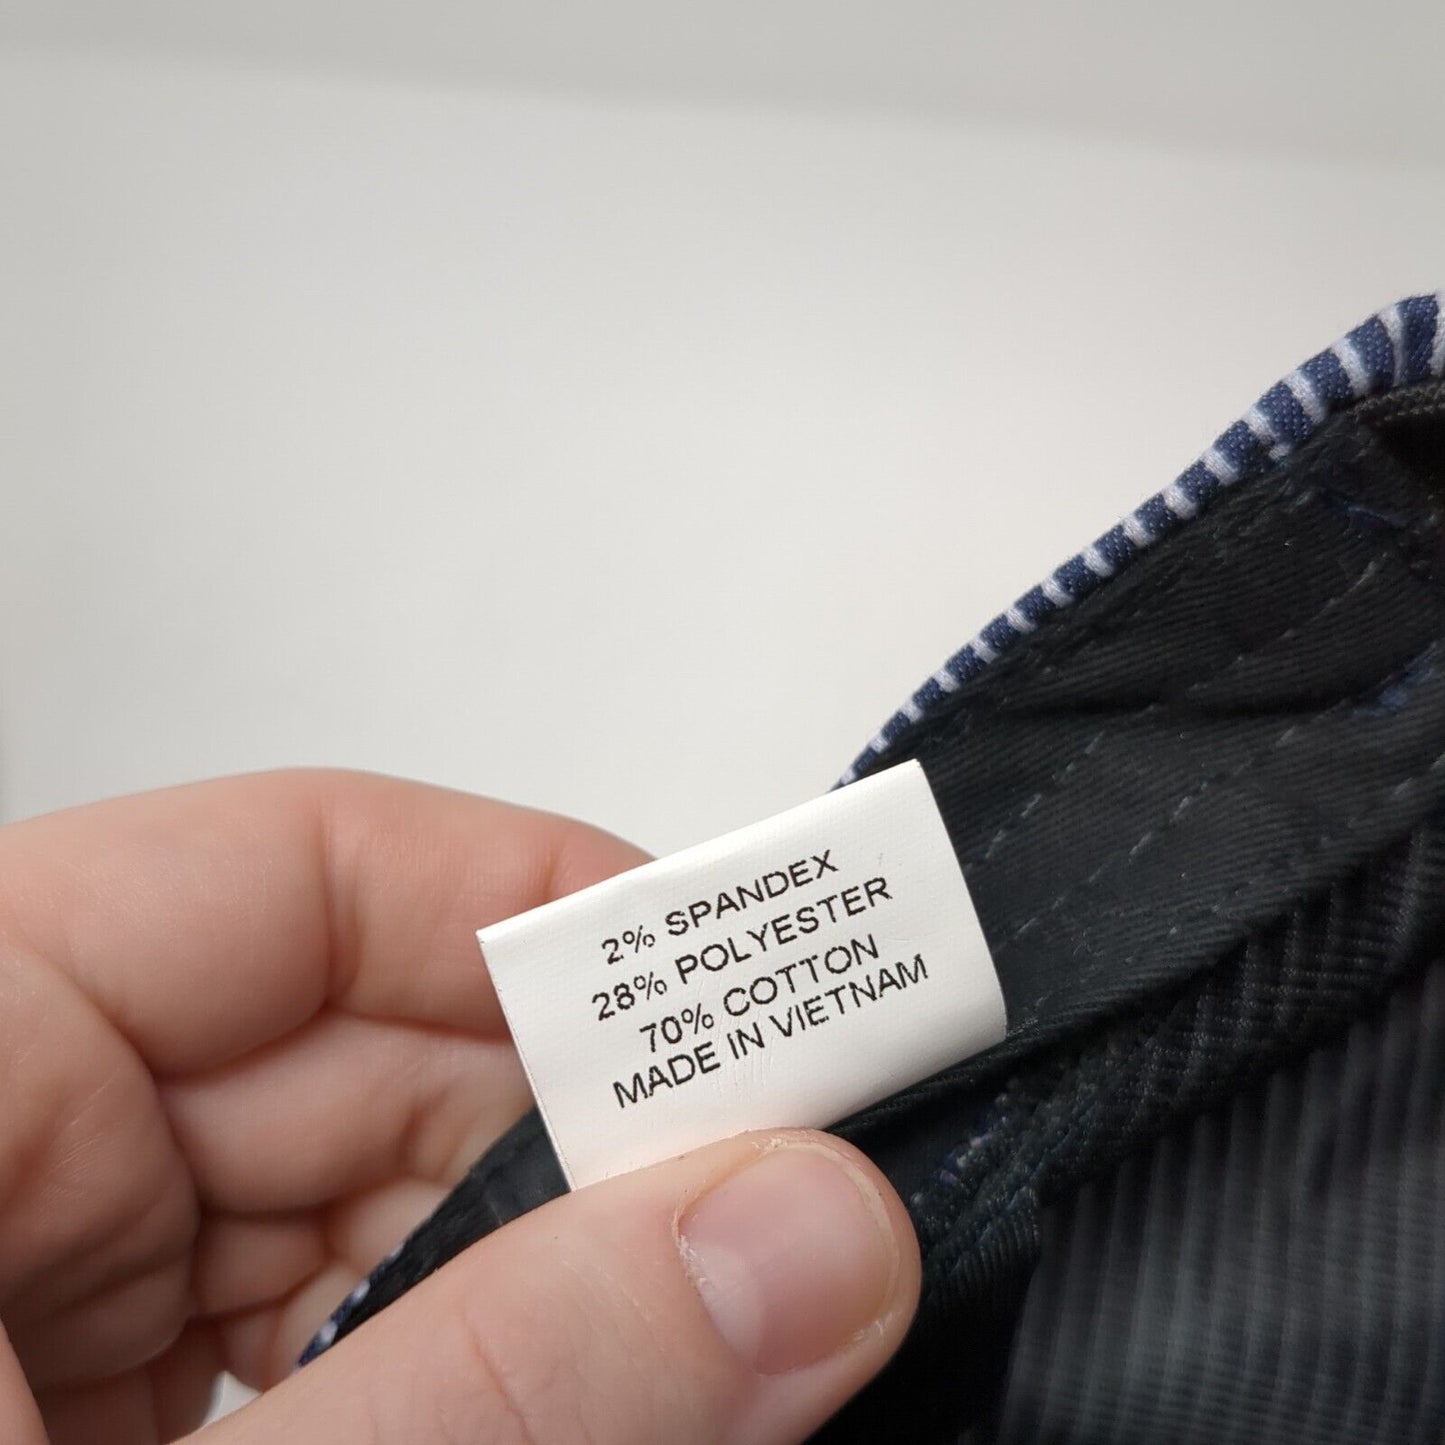 2% SPANDEX
28% POLYESTER
70% COTTON
MADE IN VIETNAM